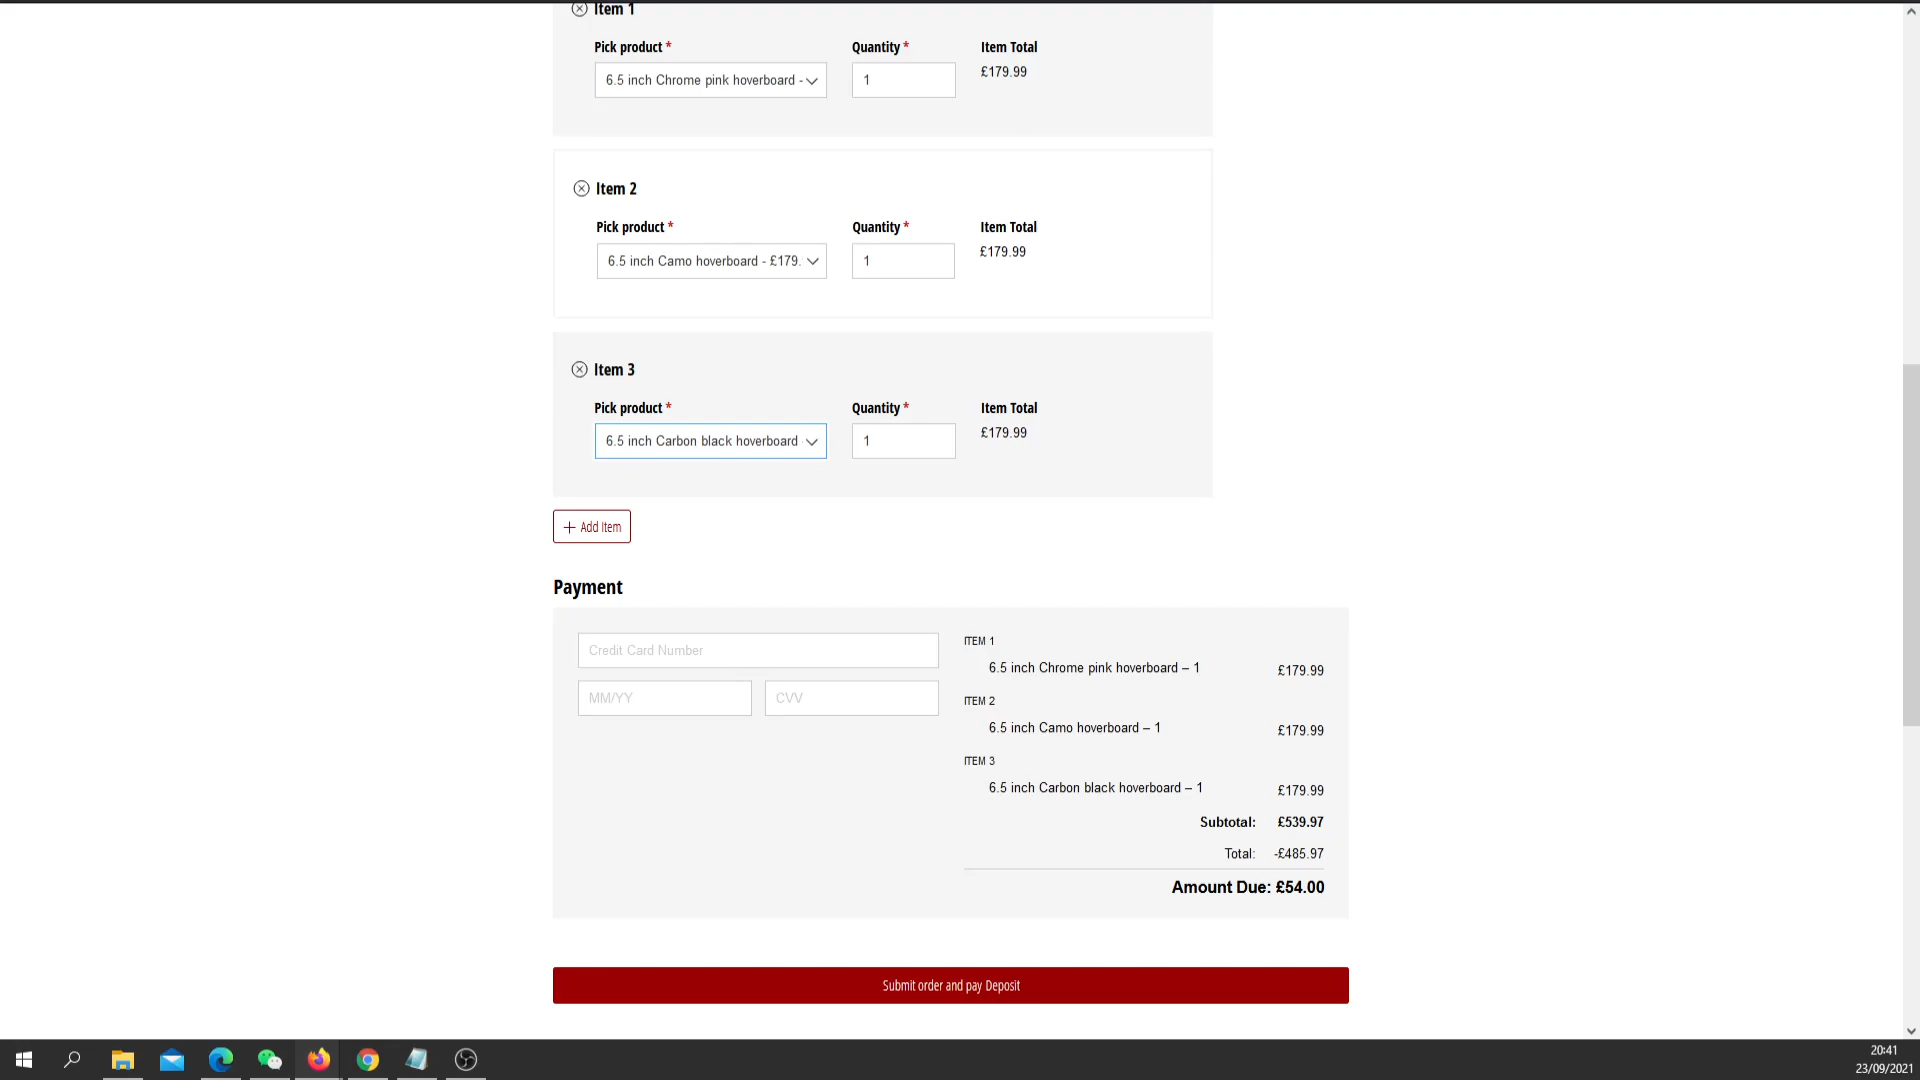 Item 1
Pick product * Quantity * Item Total
6.5 inch Chrome pink hoverboard - 1 £179.99
Item 2
Pick product * Quantity * Item Total
6.5 inch Camo hoverboard - £179. 1 £179.99
Item 3
Pick product * Quantity * Item Total
6.5 inch Carbon black hoverboard 1 £179.99
+ Add Item
Payment
Credit Card Number
MM/YY CVV
ITEM 1
6.5 inch Chrome pink hoverboard – 1 £179.99
ITEM 2
6.5 inch Camo hoverboard – 1 £179.99
ITEM 3
6.5 inch Carbon black hoverboard – 1 £179.99
Subtotal: £539.97
Total: -£485.97
Amount Due: £54.00
Submit order and pay Deposit
20:41
23/09/2021